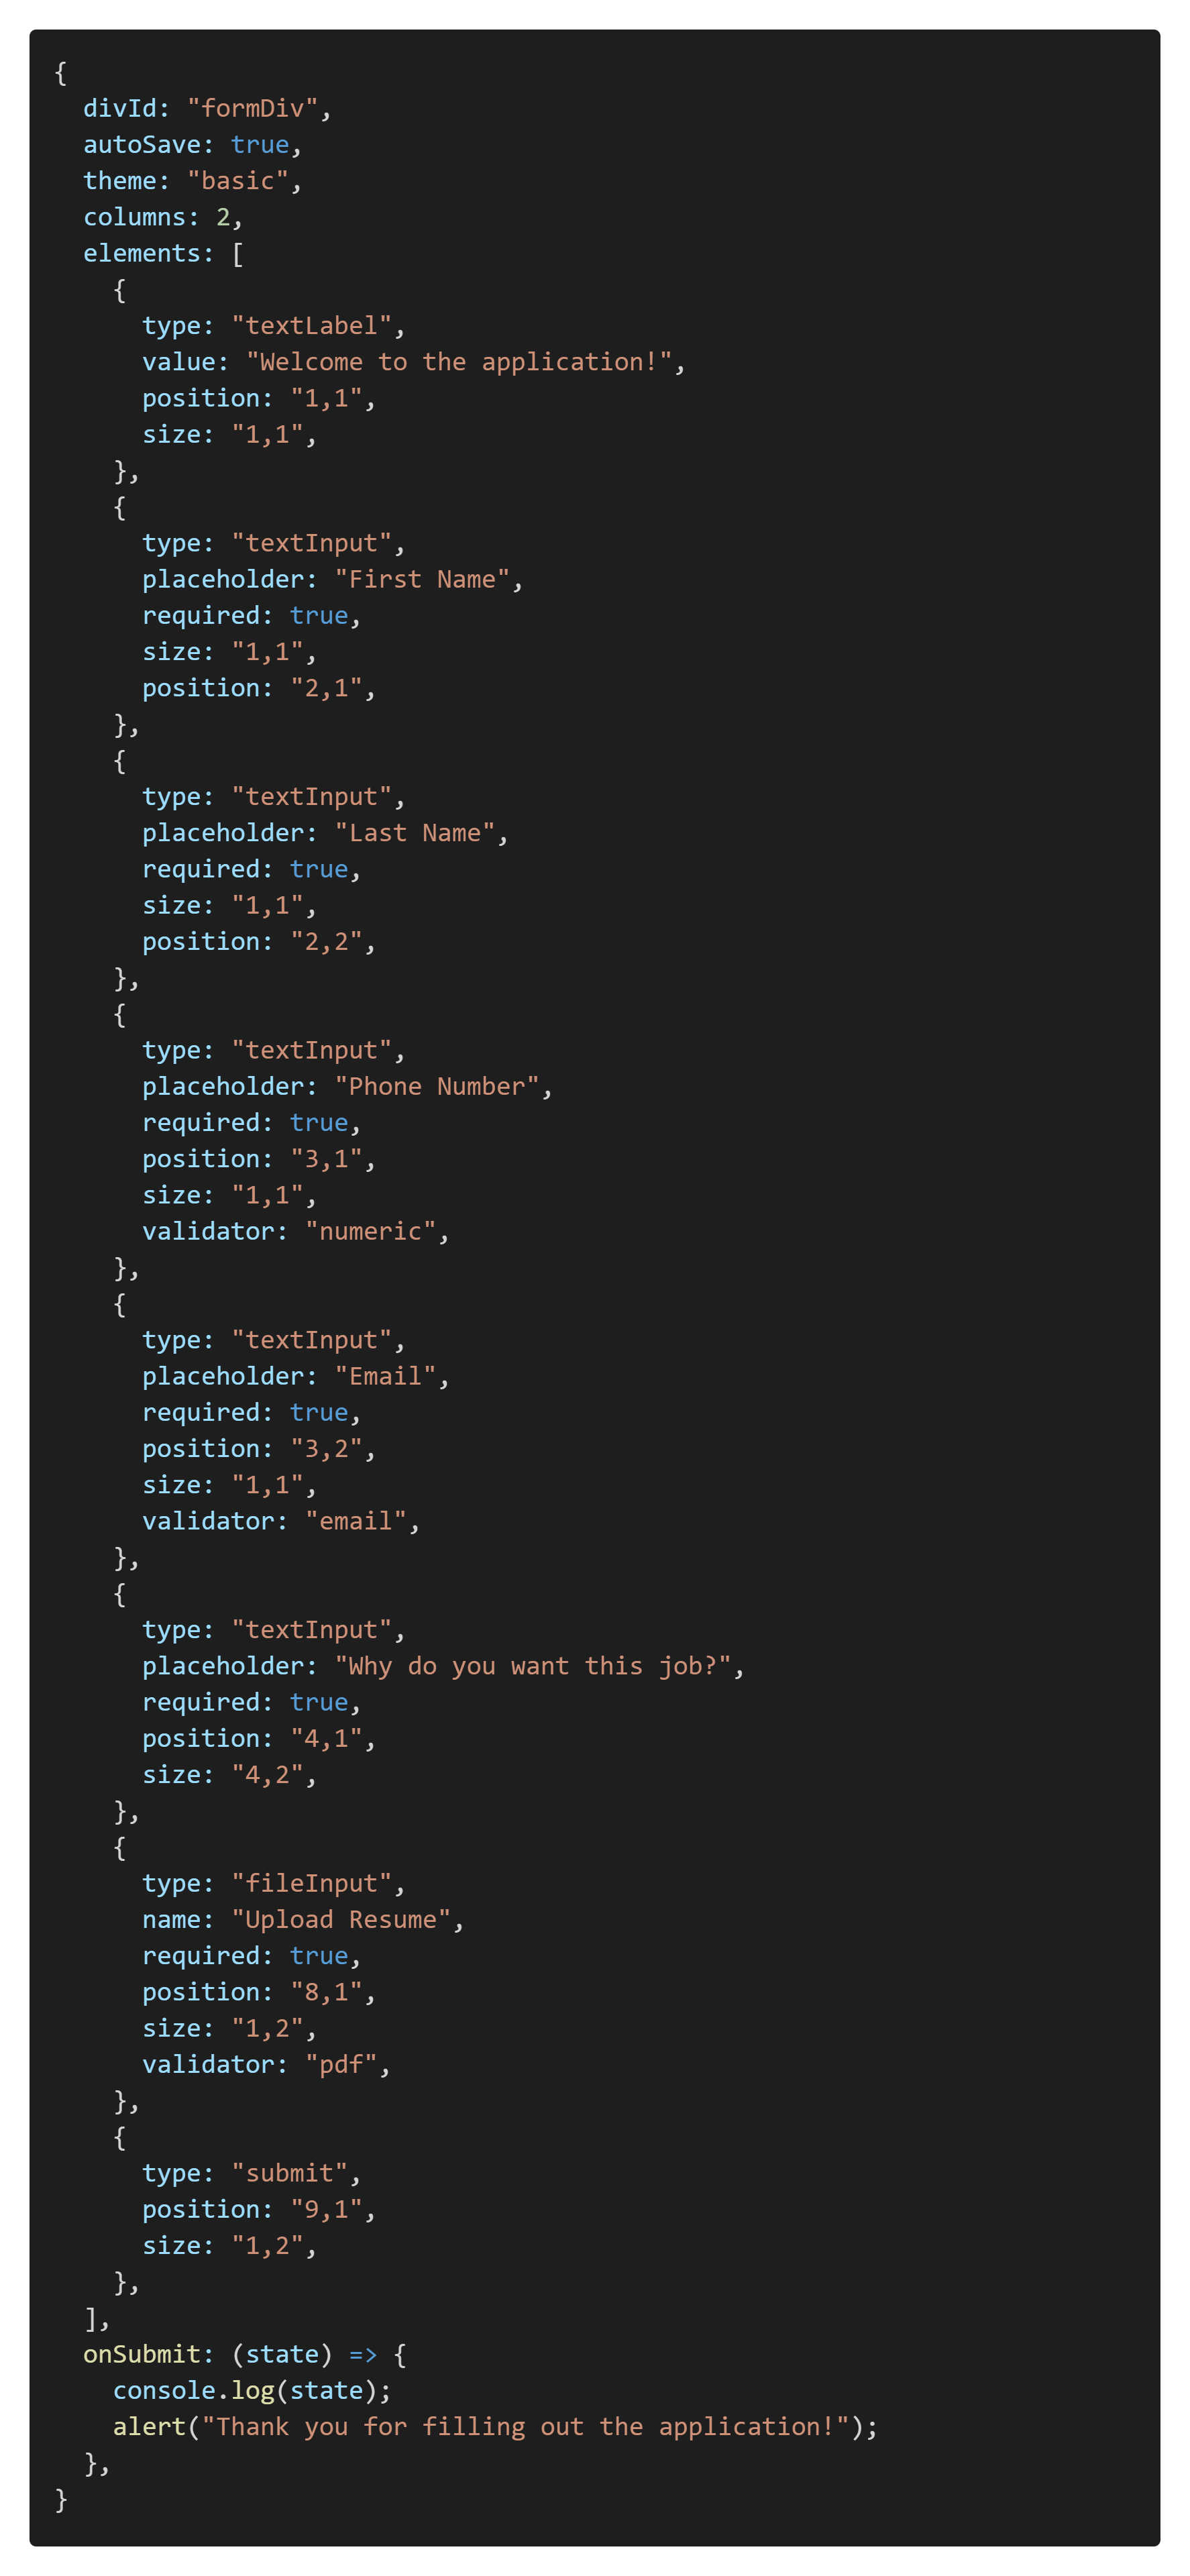 {
  divId: "formDiv",
  autoSave: true,
  theme: "basic",
  columns: 2,
  elements: [
    {
      type: "textLabel",
      value: "Welcome to the application!",
      position: "1,1",
      size: "1,1",
    },
    {
      type: "textInput",
      placeholder: "First Name",
      required: true,
      size: "1,1",
      position: "2,1",
    },
    {
      type: "textInput",
      placeholder: "Last Name",
      required: true,
      size: "1,1",
      position: "2,2",
    },
    {
      type: "textInput",
      placeholder: "Phone Number",
      required: true,
      position: "3,1",
      size: "1,1",
      validator: "numeric",
    },
    {
      type: "textInput",
      placeholder: "Email",
      required: true,
      position: "3,2",
      size: "1,1",
      validator: "email",
    },
    {
      type: "textInput",
      placeholder: "Why do you want this job?",
      required: true,
      position: "4,1",
      size: "4,2",
    },
    {
      type: "fileInput",
      name: "Upload Resume",
      required: true,
      position: "8,1",
      size: "1,2",
      validator: "pdf",
    },
    {
      type: "submit",
      position: "9,1",
      size: "1,2",
    },
  ],
  onSubmit: (state) => {
    console.log(state);
    alert("Thank you for filling out the application!");
  },
}